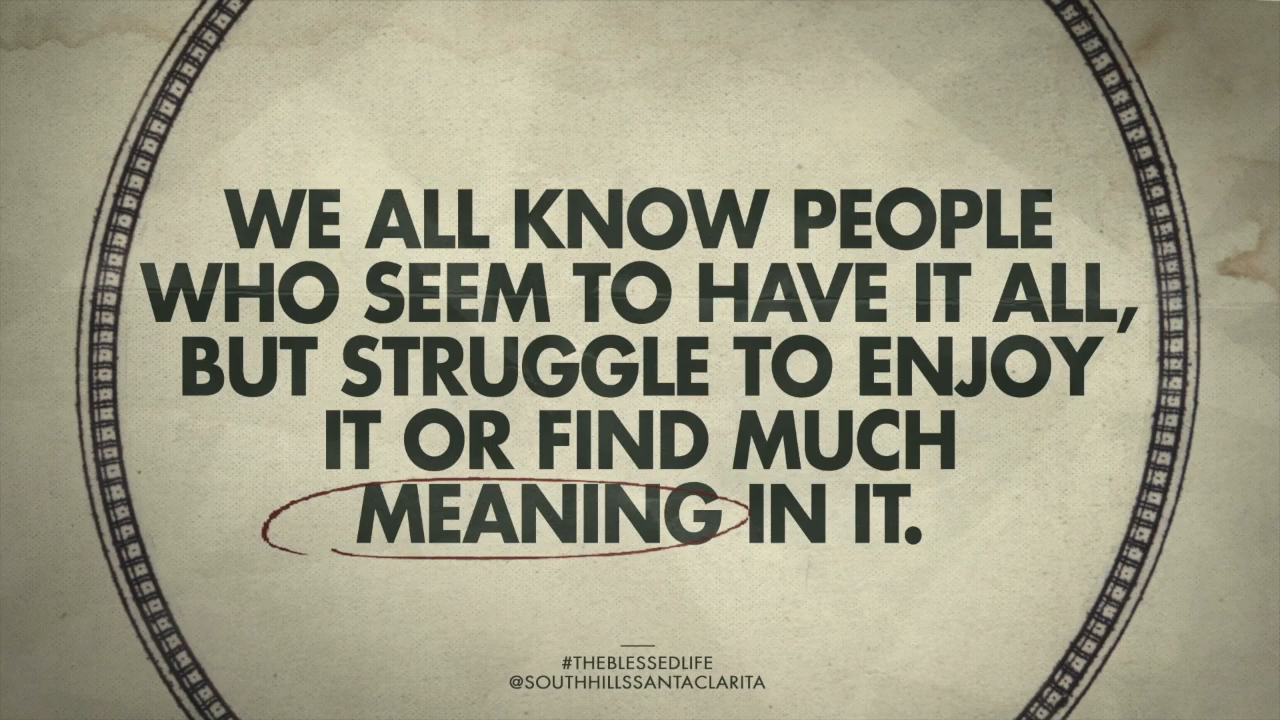 WE ALL KNOW PEOPLE
WHO SEEM TO HAVE IT ALL,
BUT STRUGGLE TO ENJOY
IT OR FIND MUCH
MEANING IN IT.
#THEBLESSEDLIFE
@SOUTHHILLSSANTACLARITA